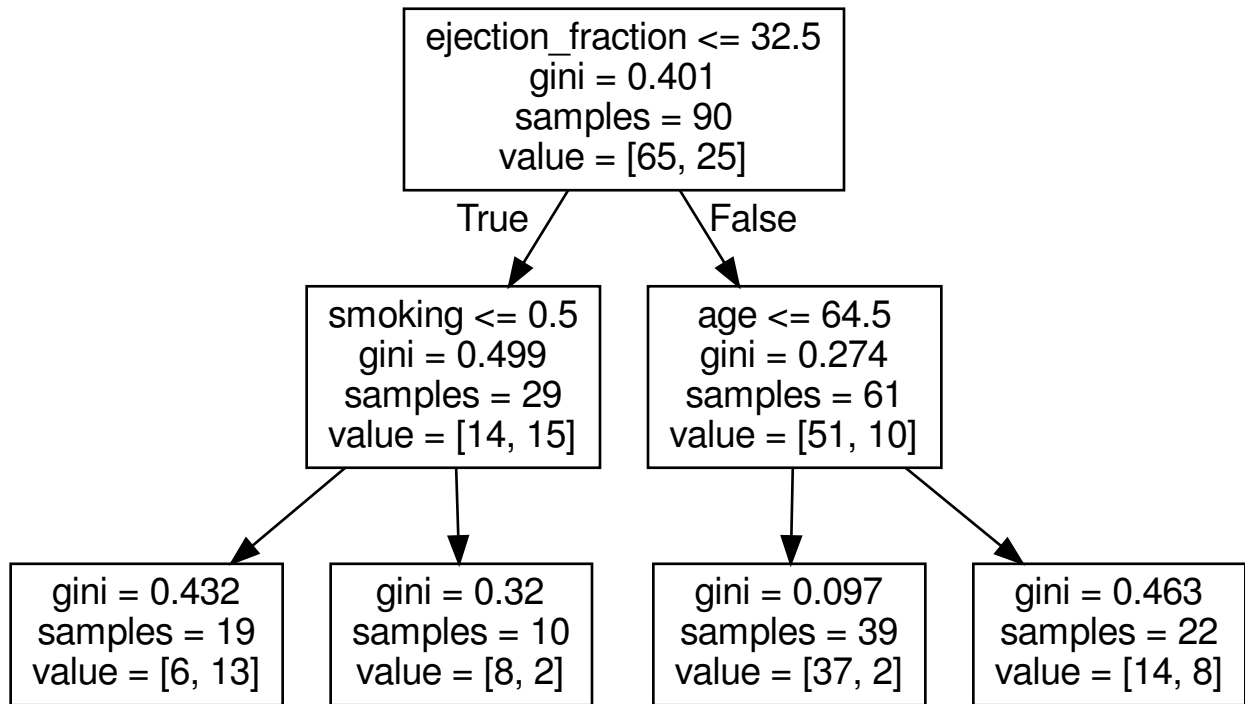 ejection_fraction <= 32.5
gini = 0.401
samples = 90
value = [65, 25]
True
False
smoking <= 0.5
gini = 0.499
samples = 29
value = [14, 15]
age <= 64.5
gini = 0.274
samples = 61
value = [51, 10]
gini = 0.432
samples = 19
value = [6, 13]
gini = 0.32
samples = 10
value = [8, 2]
gini = 0.097
samples = 39
value = [37, 2]
gini = 0.463
samples = 22
value = [14, 8]